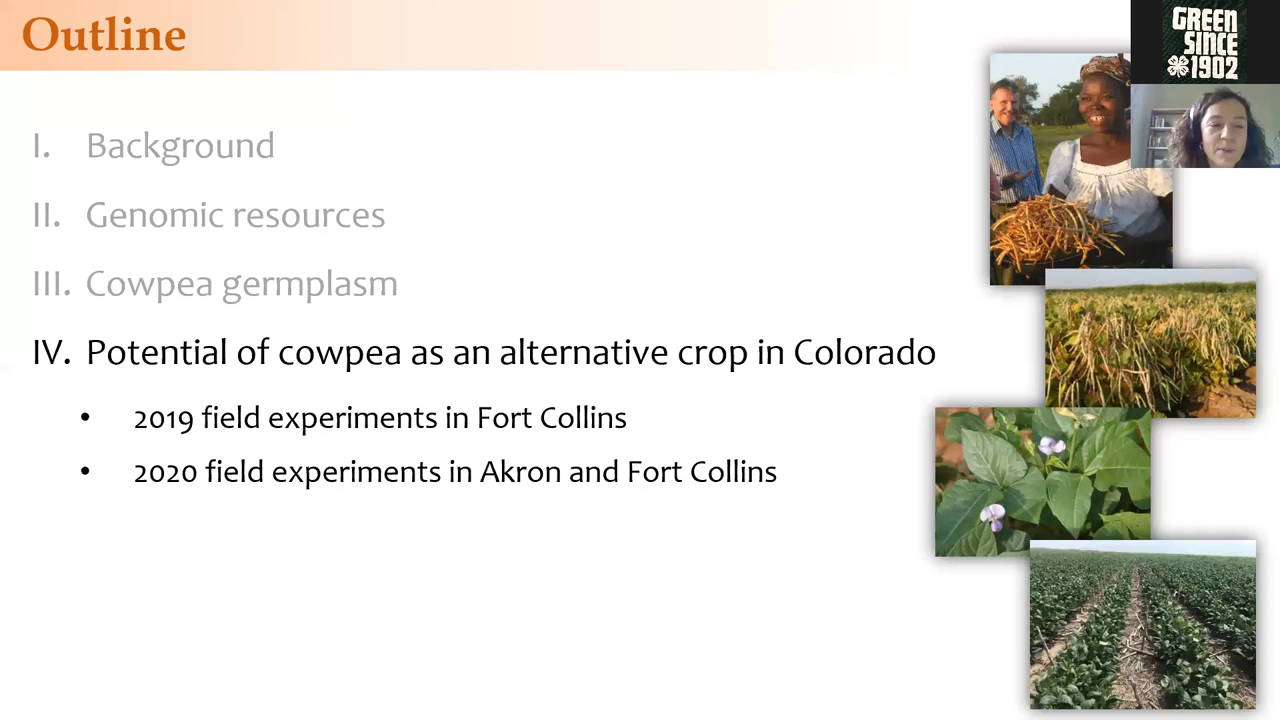 Outline
GREEN
SINCE
1902
I. Background
II. Genomic resources
III. Cowpea germplasm
IV. Potential of cowpea as an alternative crop in Colorado
• 2019 field experiments in Fort Collins
• 2020 field experiments in Akron and Fort Collins